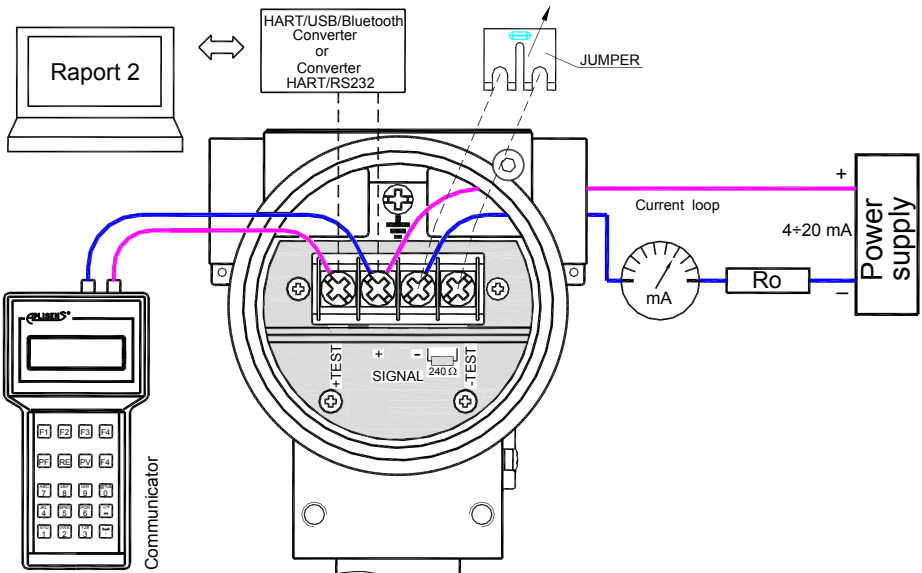 Raport 2
HART/USB/Bluetooth
Converter
or
Converter
HART/RS232
JUMPER
+
Current loop
4÷20 mA
Power
supply
mA
Ro
–
APLISENS®
+TEST
+
-
SIGNAL
240 Ω
-TEST
F1 F2 F3 F4
PF RE PV F4
7 8 9 0
4 5 6
1 2 3
Communicator